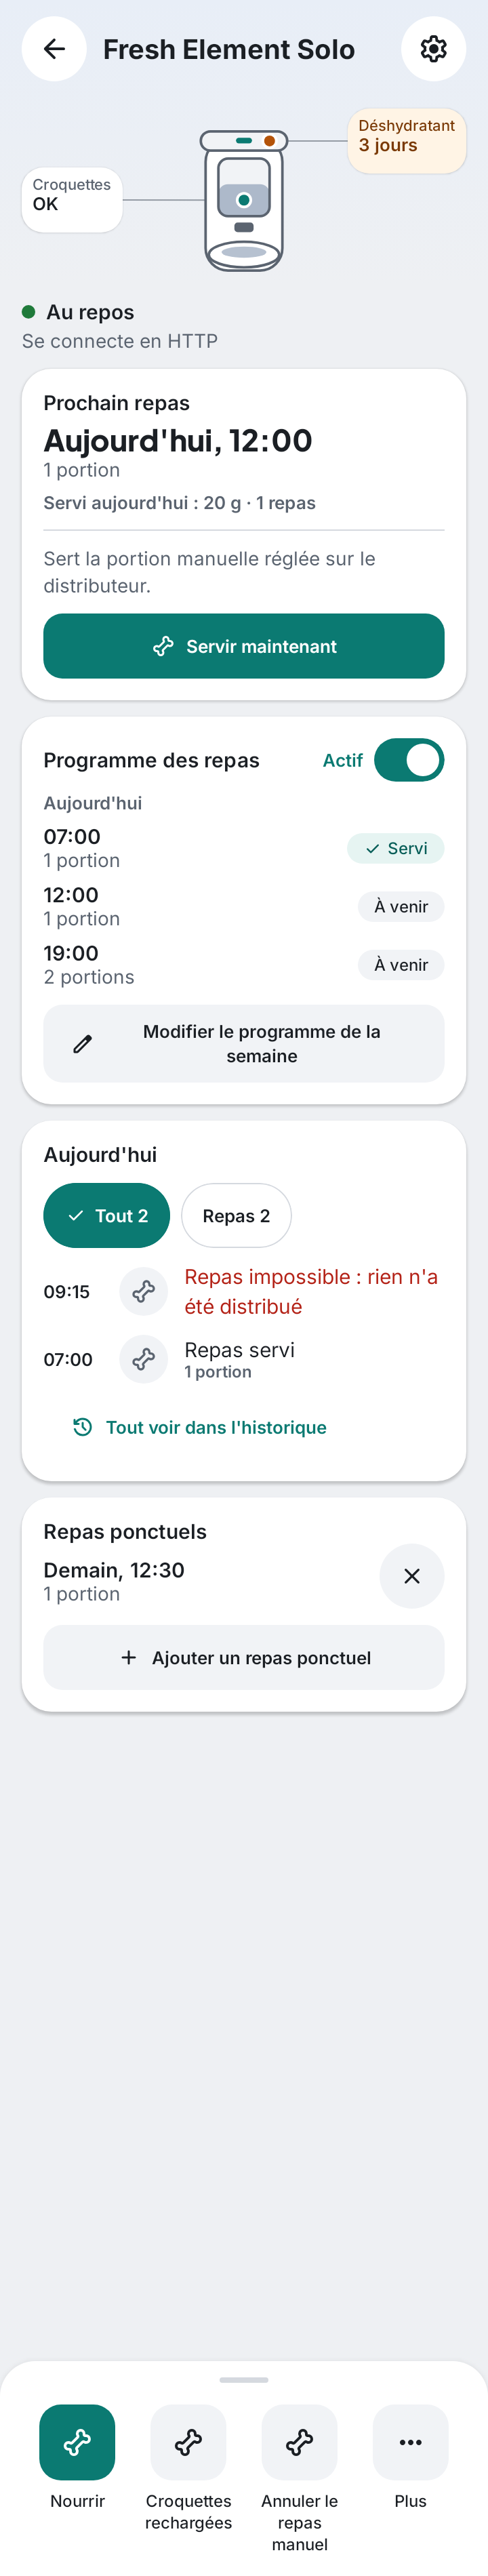 Fresh Element Solo
Déshydratant
3 jours
Croquettes
OK
Au repos
Se connecte en HTTP
Prochain repas
Aujourd'hui, 12:00
1 portion
Servi aujourd'hui : 20 g · 1 repas
Sert la portion manuelle réglée sur le
distributeur.
Servir maintenant
Programme des repas
Actif
Aujourd'hui
07:00
1 portion
Servi
12:00
1 portion
À venir
19:00
2 portions
À venir
Modifier le programme de la
semaine
Aujourd'hui
Tout 2
Repas 2
09:15
Repas impossible : rien n'a
été distribué
07:00
Repas servi
1 portion
Tout voir dans l'historique
Repas ponctuels
Demain, 12:30
1 portion
Ajouter un repas ponctuel
Nourrir
Croquettes
rechargées
Annuler le
repas
manuel
Plus